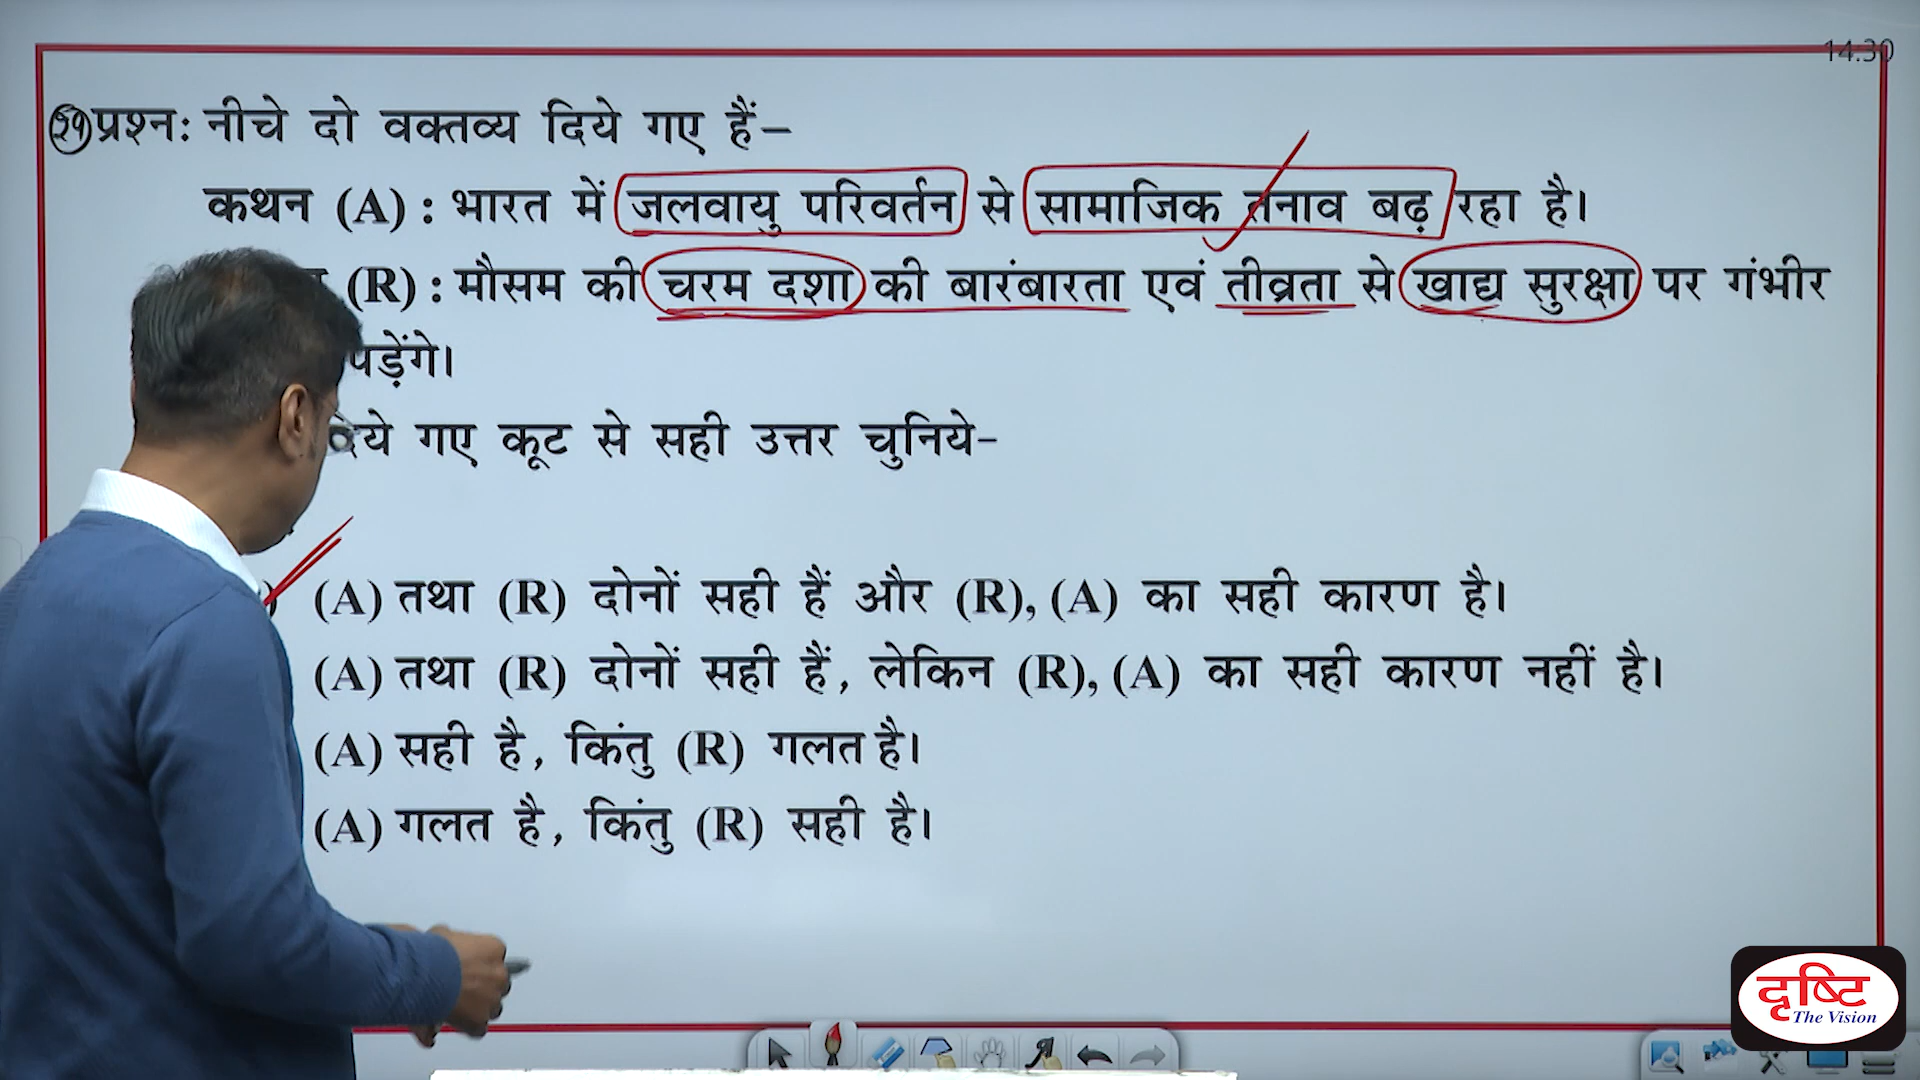 14:30
29 प्रश्न: नीचे दो वक्तव्य दिये गए हैं–
कथन (A) : भारत में जलवायु परिवर्तन से सामाजिक तनाव बढ़ रहा है।
(R) : मौसम की चरम दशा की बारंबारता एवं तीव्रता से खाद्य सुरक्षा पर गंभीर
पड़ेंगे।
गए कूट से सही उत्तर चुनिये–
(A) तथा (R) दोनों सही हैं और (R), (A) का सही कारण है।
(A) तथा (R) दोनों सही हैं, लेकिन (R), (A) का सही कारण नहीं है।
(A) सही है, किंतु (R) गलत है।
(A) गलत है, किंतु (R) सही है।
दृष्टि
The Vision